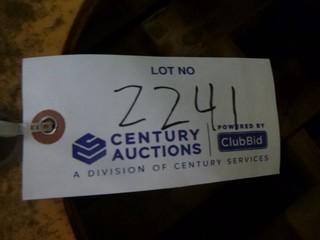 LOT NO
2241
CENTURY AUCTIONS
POWERED BY
ClubBid
A DIVISION OF CENTURY SERVICES